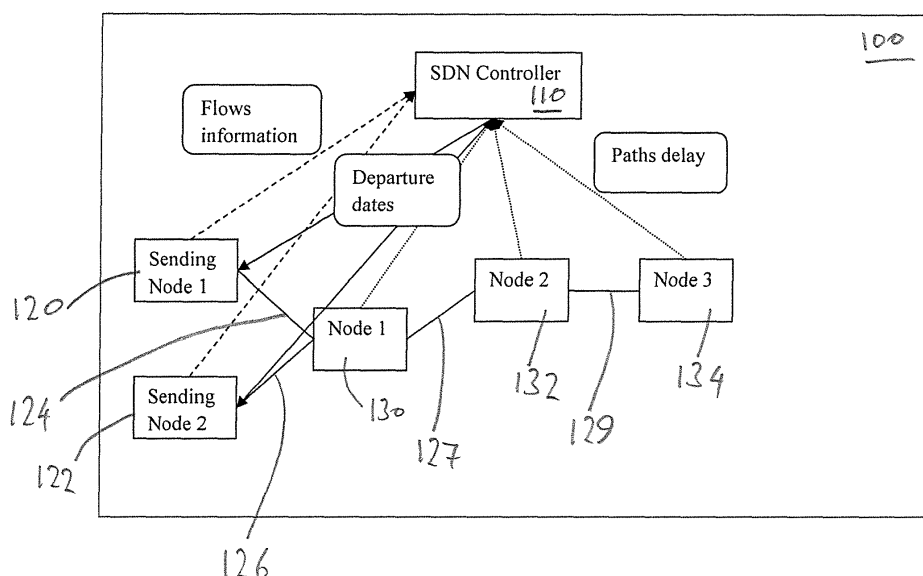 100
SDN Controller
110
Flows
information
Departure
dates
Paths delay
Sending
Node 1
120
Node 1
130
Node 2
132
Node 3
134
124
Sending
Node 2
122
126
127
129